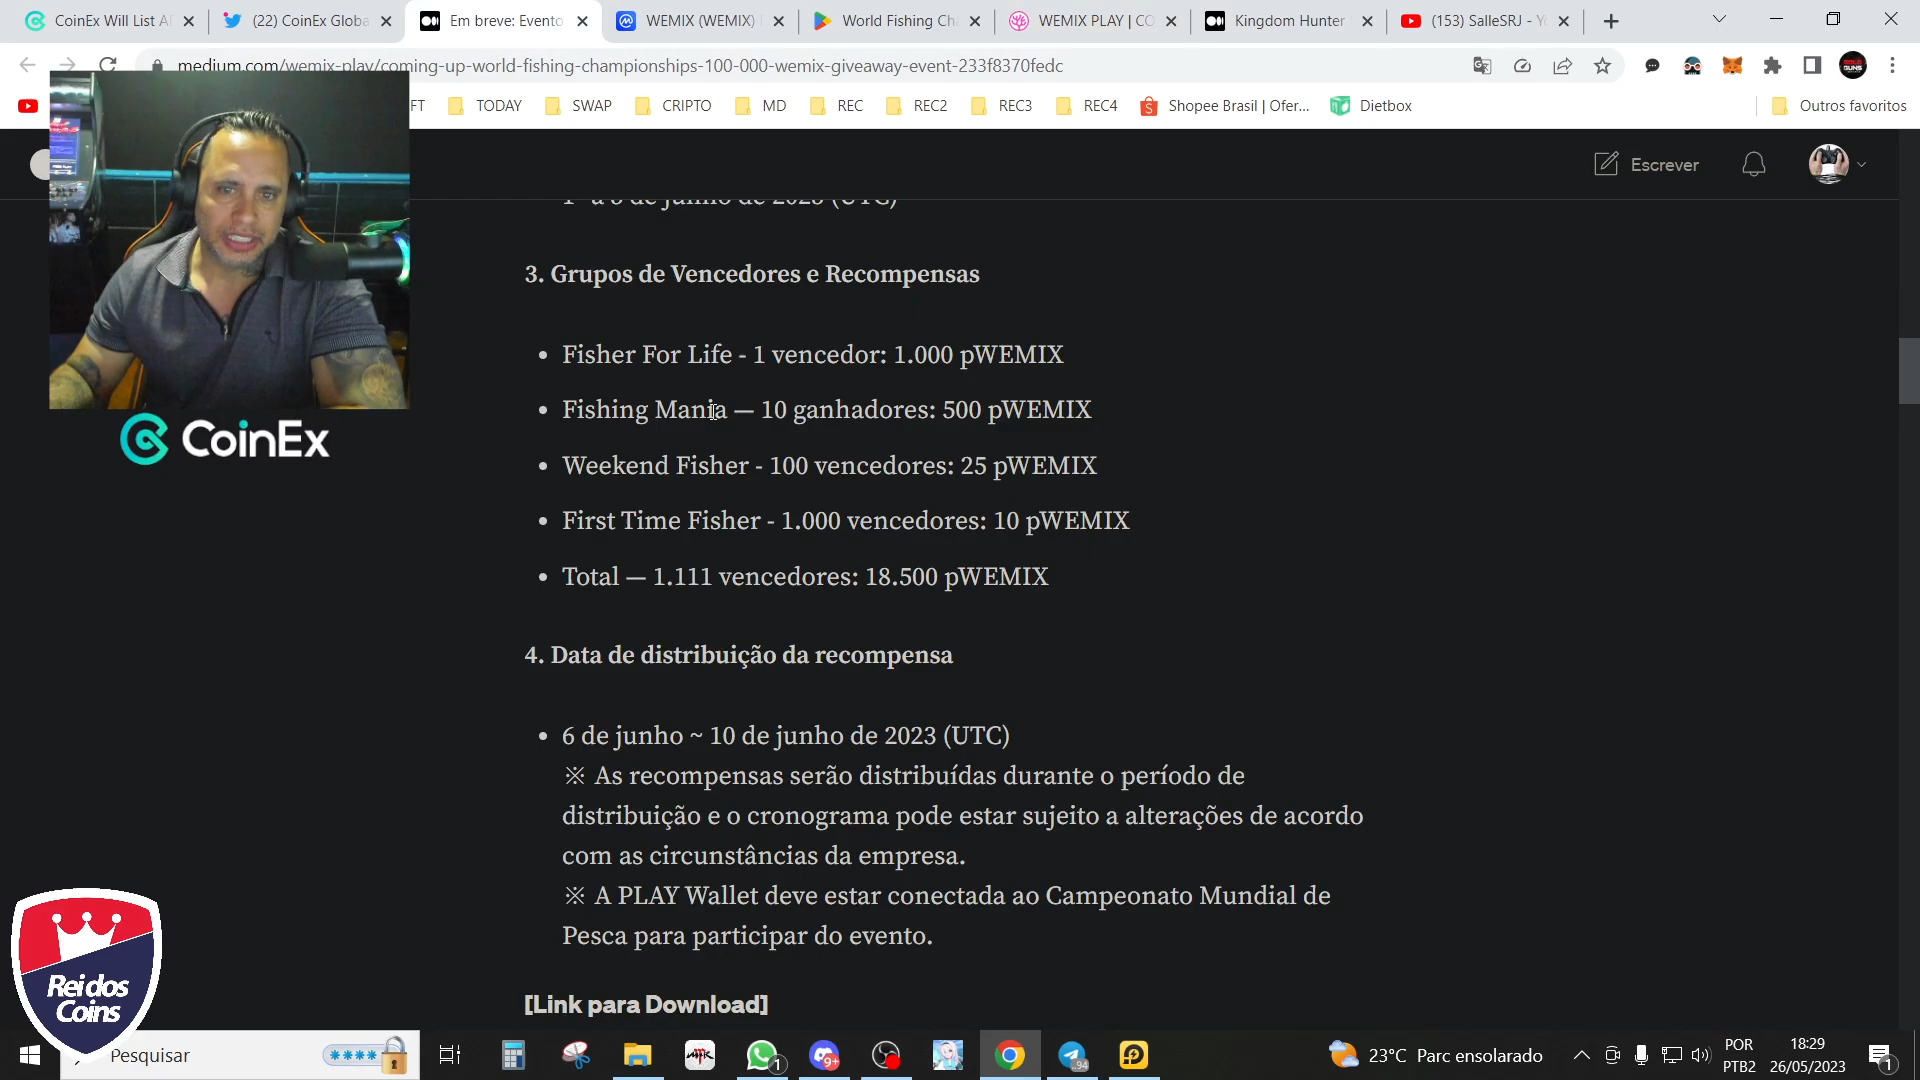 CoinEx Will List Al
(22) CoinEx Globa
Em breve: Evento
WEMIX (WEMIX)
World Fishing Ch
WEMIX PLAY | CO
Kingdom Hunter
(153) SalleSRJ - Y
medium.com/wemix-play/coming-up-world-fishing-championships-100-000-wemix-giveaway-event-233f8370fedc
FT
TODAY
SWAP
CRIPTO
MD
REC
REC2
REC3
REC4
Shopee Brasil | Ofer...
Dietbox
Outros favoritos
Escrever
3. Grupos de Vencedores e Recompensas
• Fisher For Life - 1 vencedor: 1.000 pWEMIX
• Fishing Mania — 10 ganhadores: 500 pWEMIX
• Weekend Fisher - 100 vencedores: 25 pWEMIX
• First Time Fisher - 1.000 vencedores: 10 pWEMIX
• Total — 1.111 vencedores: 18.500 pWEMIX
CoinEx
4. Data de distribuição da recompensa
• 6 de junho ~ 10 de junho de 2023 (UTC)
※ As recompensas serão distribuídas durante o período de
distribuição e o cronograma pode estar sujeito a alterações de acordo
com as circunstâncias da empresa.
※ A PLAY Wallet deve estar conectada ao Campeonato Mundial de
Pesca para participar do evento.
[Link para Download]
Rei dos
Coins
Pesquisar
****
1
9+
94
23°C Parc ensolarado
POR
PTB2
18:29
26/05/2023
1